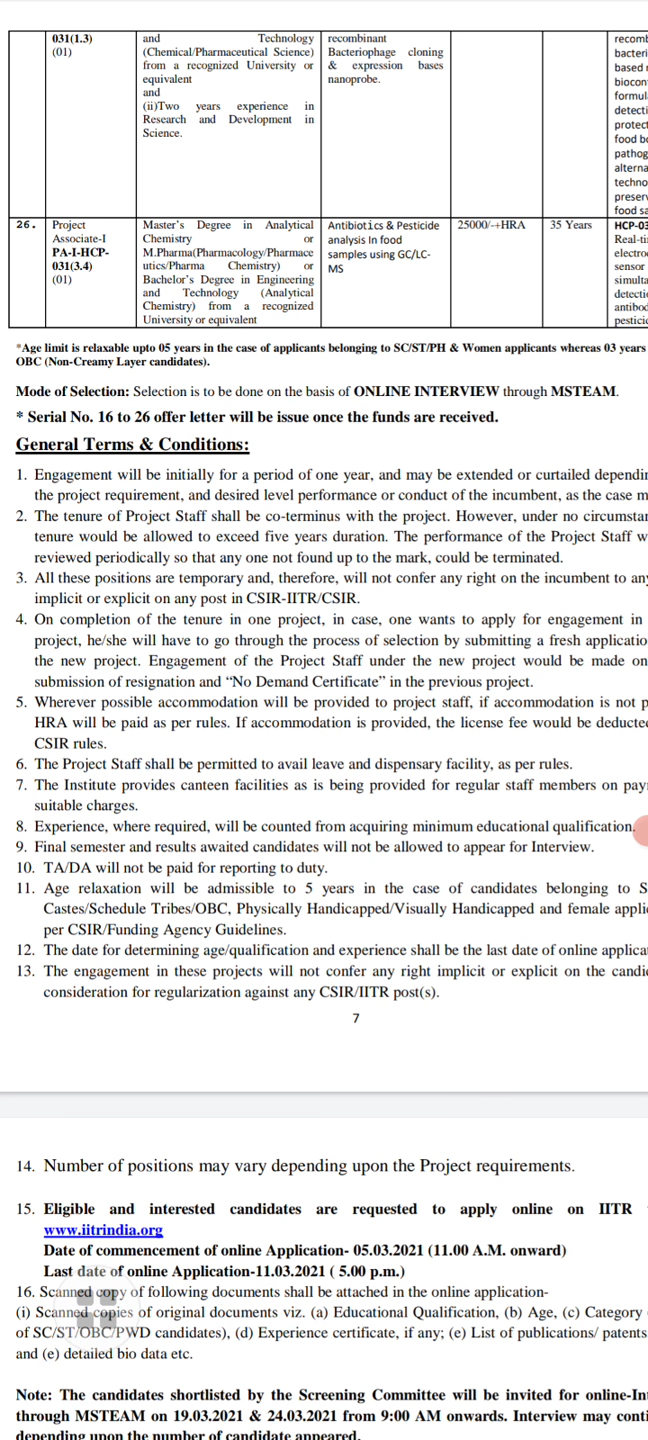 031(1.3)
(01)
and Technology
(Chemical/Pharmaceutical Science)
from a recognized University or
equivalent
and
(ii)Two years experience in
Research and Development in
Science.
recombinant
Bacteriophage cloning
& expression bases
nanoprobe.
recomb
bacteri
based
biocon
formul
detecti
protect
food b
pathog
alterna
techno
preserv
food sa
26.
Project
Associate-I
PA-I-HCP-
031(3.4)
(01)
Master's Degree in Analytical
Chemistry or
M.Pharma(Pharmacology/Pharmace
utics/Pharma Chemistry) or
Bachelor's Degree in Engineering
and Technology (Analytical
Chemistry) from a recognized
University or equivalent
Antibiotics & Pesticide
analysis In food
samples using GC/LC-
MS
25000/-+HRA
35 Years
HCP-03
Real-ti
electro
sensor
simulta
detecti
antibod
pestici
*Age limit is relaxable upto 05 years in the case of applicants belonging to SC/ST/PH & Women applicants whereas 03 years
OBC (Non-Creamy Layer candidates).
Mode of Selection: Selection is to be done on the basis of ONLINE INTERVIEW through MSTEAM.
* Serial No. 16 to 26 offer letter will be issue once the funds are received.
General Terms & Conditions:
1. Engagement will be initially for a period of one year, and may be extended or curtailed dependin
the project requirement, and desired level performance or conduct of the incumbent, as the case m
2. The tenure of Project Staff shall be co-terminus with the project. However, under no circumstan
tenure would be allowed to exceed five years duration. The performance of the Project Staff w
reviewed periodically so that any one not found up to the mark, could be terminated.
3. All these positions are temporary and, therefore, will not confer any right on the incumbent to any
implicit or explicit on any post in CSIR-IITR/CSIR.
4. On completion of the tenure in one project, in case, one wants to apply for engagement in
project, he/she will have to go through the process of selection by submitting a fresh applicatio
the new project. Engagement of the Project Staff under the new project would be made on
submission of resignation and “No Demand Certificate” in the previous project.
5. Wherever possible accommodation will be provided to project staff, if accommodation is not p
HRA will be paid as per rules. If accommodation is provided, the license fee would be deducte
CSIR rules.
6. The Project Staff shall be permitted to avail leave and dispensary facility, as per rules.
7. The Institute provides canteen facilities as is being provided for regular staff members on pay
suitable charges.
8. Experience, where required, will be counted from acquiring minimum educational qualification.
9. Final semester and results awaited candidates will not be allowed to appear for Interview.
10. TA/DA will not be paid for reporting to duty.
11. Age relaxation will be admissible to 5 years in the case of candidates belonging to S
Castes/Schedule Tribes/OBC, Physically Handicapped/Visually Handicapped and female appli
per CSIR/Funding Agency Guidelines.
12. The date for determining age/qualification and experience shall be the last date of online applica
13. The engagement in these projects will not confer any right implicit or explicit on the candi
consideration for regularization against any CSIR/IITR post(s).
7
14. Number of positions may vary depending upon the Project requirements.
15. Eligible and interested candidates are requested to apply online on IITR
www.iitrindia.org
Date of commencement of online Application- 05.03.2021 (11.00 A.M. onward)
Last date of online Application-11.03.2021 ( 5.00 p.m.)
16. Scanned copy of following documents shall be attached in the online application-
(i) Scanned copies of original documents viz. (a) Educational Qualification, (b) Age, (c) Category
of SC/ST/OBC/PWD candidates), (d) Experience certificate, if any; (e) List of publications/ patents
and (e) detailed bio data etc.
Note: The candidates shortlisted by the Screening Committee will be invited for online-In
through MSTEAM on 19.03.2021 & 24.03.2021 from 9:00 AM onwards. Interview may conti
depending upon the number of candidate appeared.